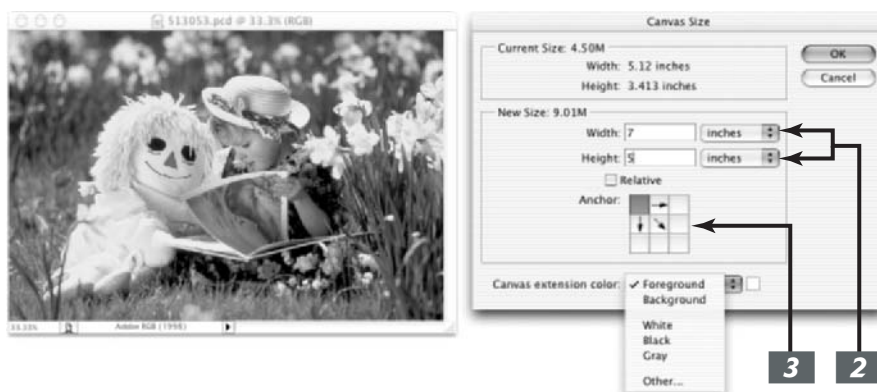 513053.pcd @ 33.3% (RGB)
33.33%
Adobe RGB (1998)
Canvas Size
Current Size: 4.50M
Width: 5.12 inches
Height: 3.413 inches
OK
Cancel
New Size: 9.01M
Width: 7 inches
Height: 5 inches
Relative
Anchor:
Canvas extension color: ✓ Foreground
Background
White
Black
Gray
Other...
3
2